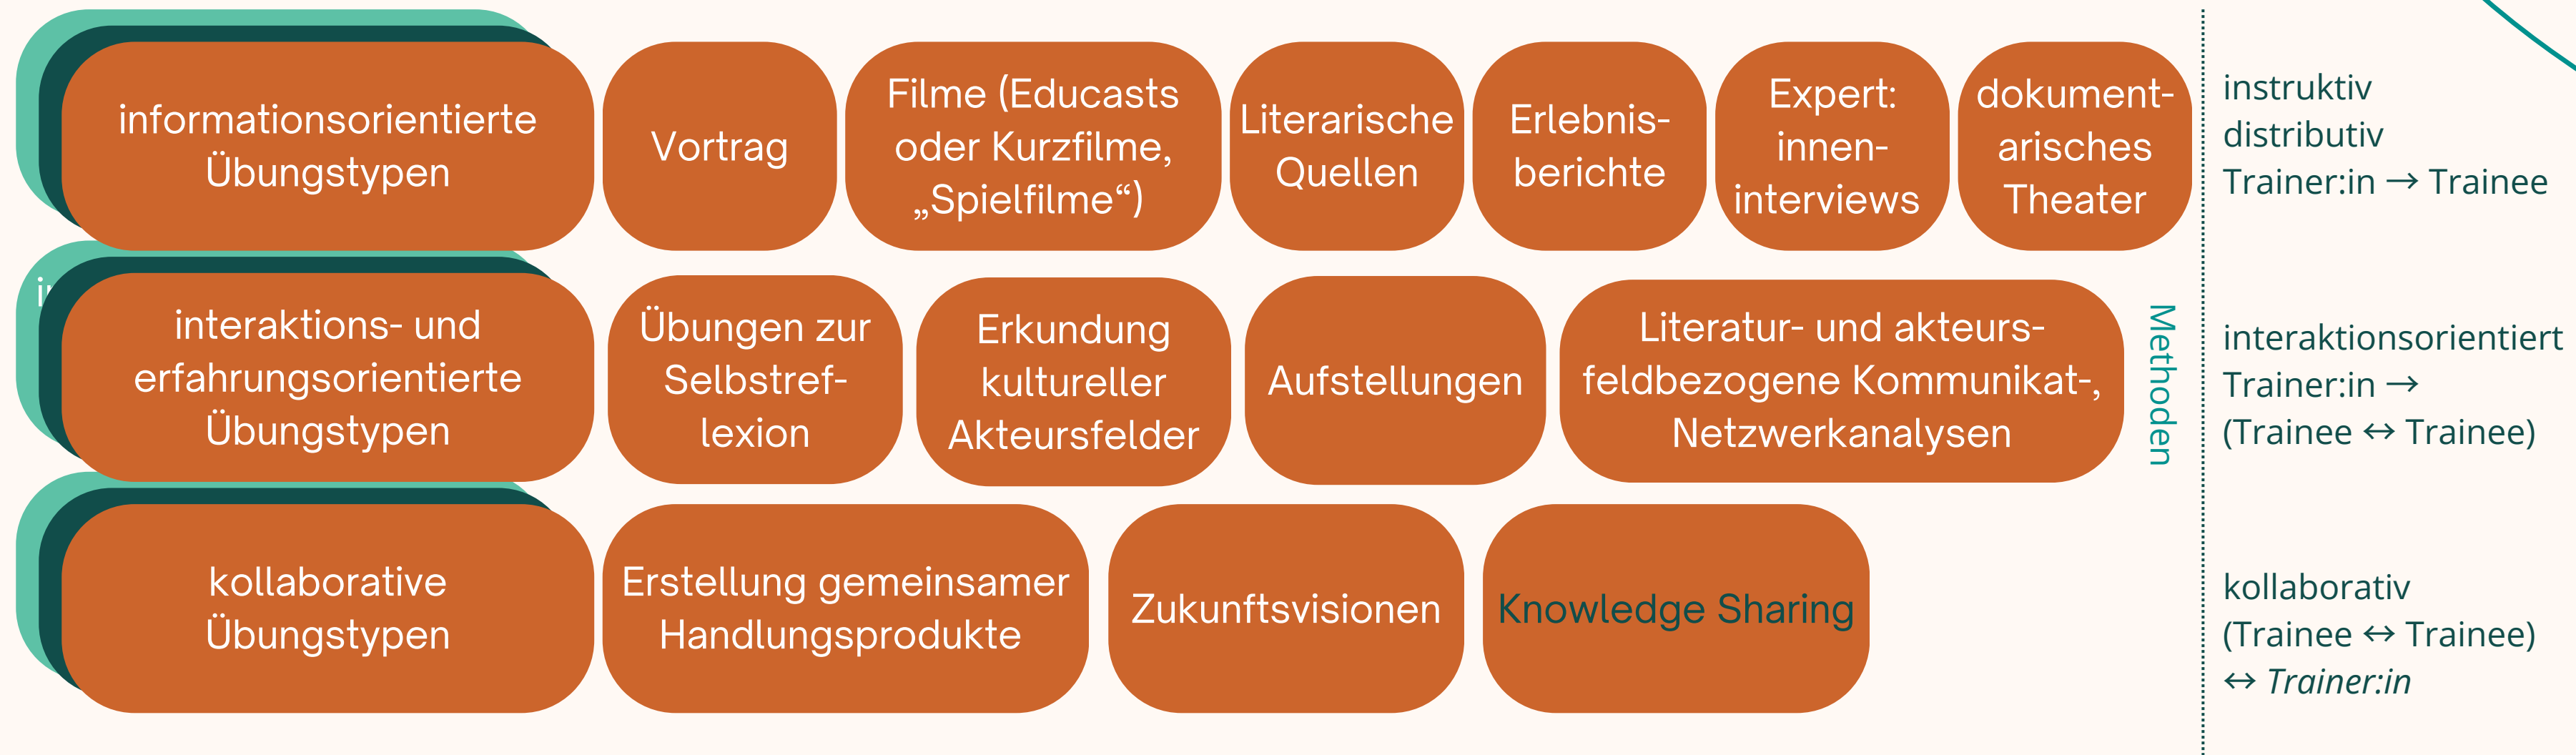 informationsorientierte
Übungstypen
Vortrag
Filme (Educasts
oder Kurzfilme,
„Spielfilme“)
Literarische
Quellen
Erlebnis-
berichte
Expert:
innen-
interviews
dokument-
arisches
Theater
instruktiv
distributiv
Trainer:in → Trainee
interaktions- und
erfahrungsorientierte
Übungstypen
Übungen zur
Selbstref-
lexion
Erkundung
kultureller
Akteursfelder
Aufstellungen
Literatur- und akteurs-
feldbezogene Kommunikat-,
Netzwerkanalysen
Methoden
interaktionsorientiert
Trainer:in →
(Trainee ↔ Trainee)
kollaborative
Übungstypen
Erstellung gemeinsamer
Handlungsprodukte
Zukunftsvisionen
Knowledge Sharing
kollaborativ
(Trainee ↔ Trainee)
↔ Trainer:in